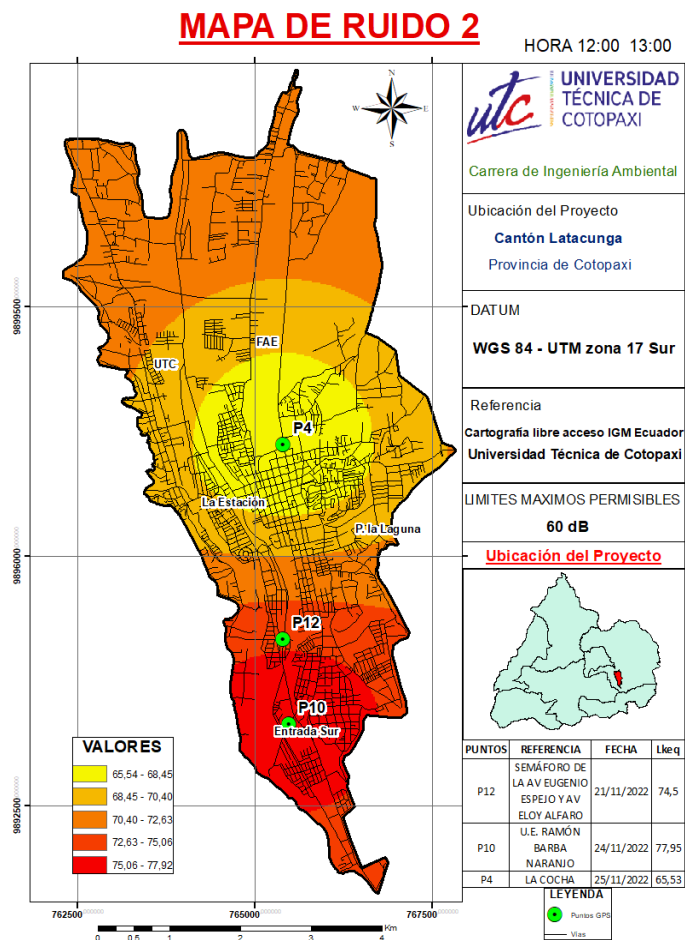 MAPA DE RUIDO 2
HORA 12:00 13:00
N
W
E
S
FAE
UTC
P4
La Estación
P. la Laguna
P12
P10
Entrada Sur
9899500
9896000
9892500
762500
765000
767500
VALORES
65,54 - 68,45
68,45 - 70,40
70,40 - 72,63
72,63 - 75,06
75,06 - 77,92
Km
0 0,5 1 2 3 4
utc
UNIVERSIDAD
TÉCNICA DE
COTOPAXI
Carrera de Ingeniería Ambiental
Ubicación del Proyecto
Cantón Latacunga
Provincia de Cotopaxi
DATUM
WGS 84 - UTM zona 17 Sur
Referencia
Cartografía libre acceso IGM Ecuador
Universidad Técnica de Cotopaxi
LIMITES MAXIMOS PERMISIBLES
60 dB
Ubicación del Proyecto
PUNTOS REFERENCIA FECHA Lkeq
P12 SEMÁFORO DE LA AV EUGENIO ESPEJO Y AV ELOY ALFARO 21/11/2022 74,5
P10 U.E. RAMÓN BARBA NARANJO 24/11/2022 77,95
P4 LA COCHA 25/11/2022 65,53
LEYENDA
Puntos GPS
Vias